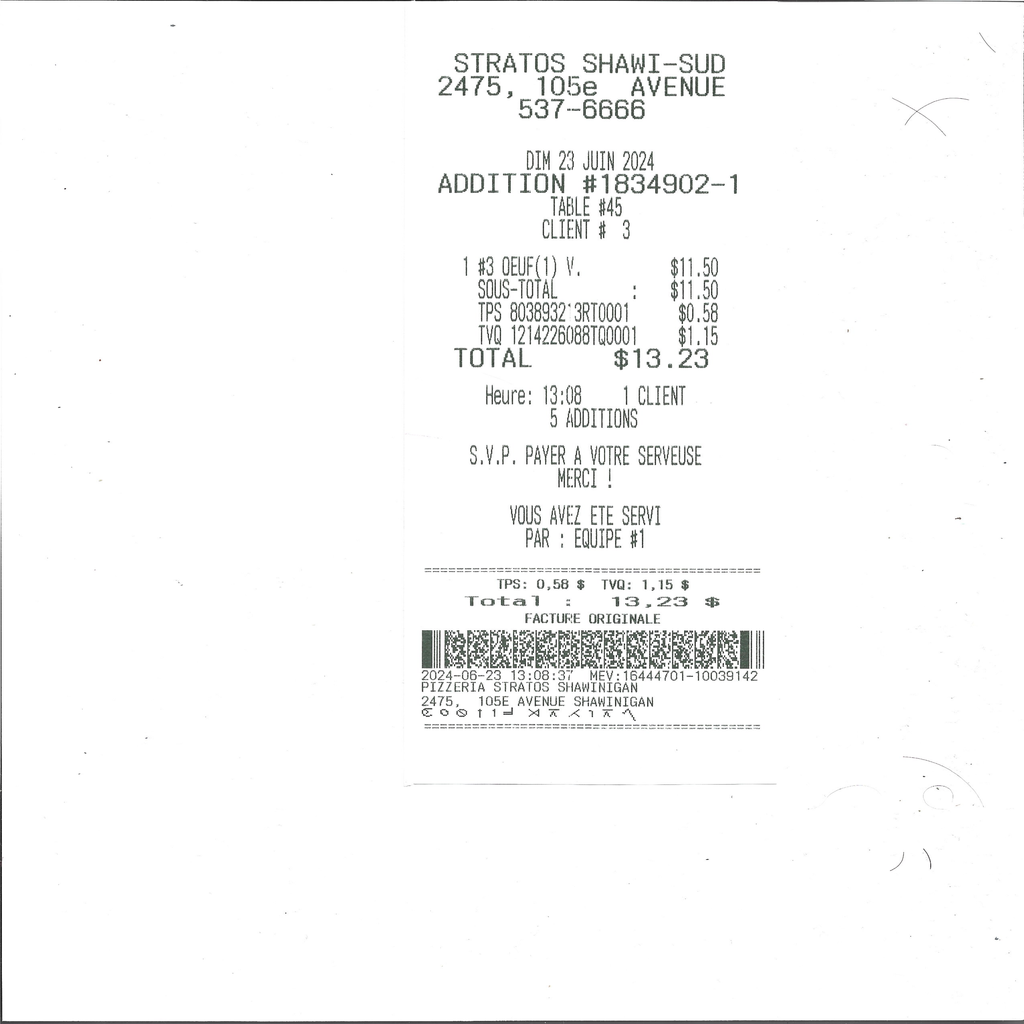 STRATOS SHAWI-SUD
2475, 105e AVENUE
537-6666
DIM 23 JUIN 2024
ADDITION #1834902-1
TABLE #45
CLIENT # 3
1 #3 OEUF(1) V. $11.50
SOUS-TOTAL : $11.50
TPS 803893213RT0001 $0.58
TVQ 1214226088TQ0001 $1.15
TOTAL $13.23
Heure: 13:08 1 CLIENT
5 ADDITIONS
S.V.P. PAYER A VOTRE SERVEUSE
MERCI !
VOUS AVEZ ETE SERVI
PAR : EQUIPE #1
TPS: 0,58 $ TVQ: 1,15 $
Total : 13,23 $
FACTURE ORIGINALE
2024-06-23 13:08:37 MEV:16444701-10039142
PIZZERIA STRATOS SHAWINIGAN
2475, 105E AVENUE SHAWINIGAN